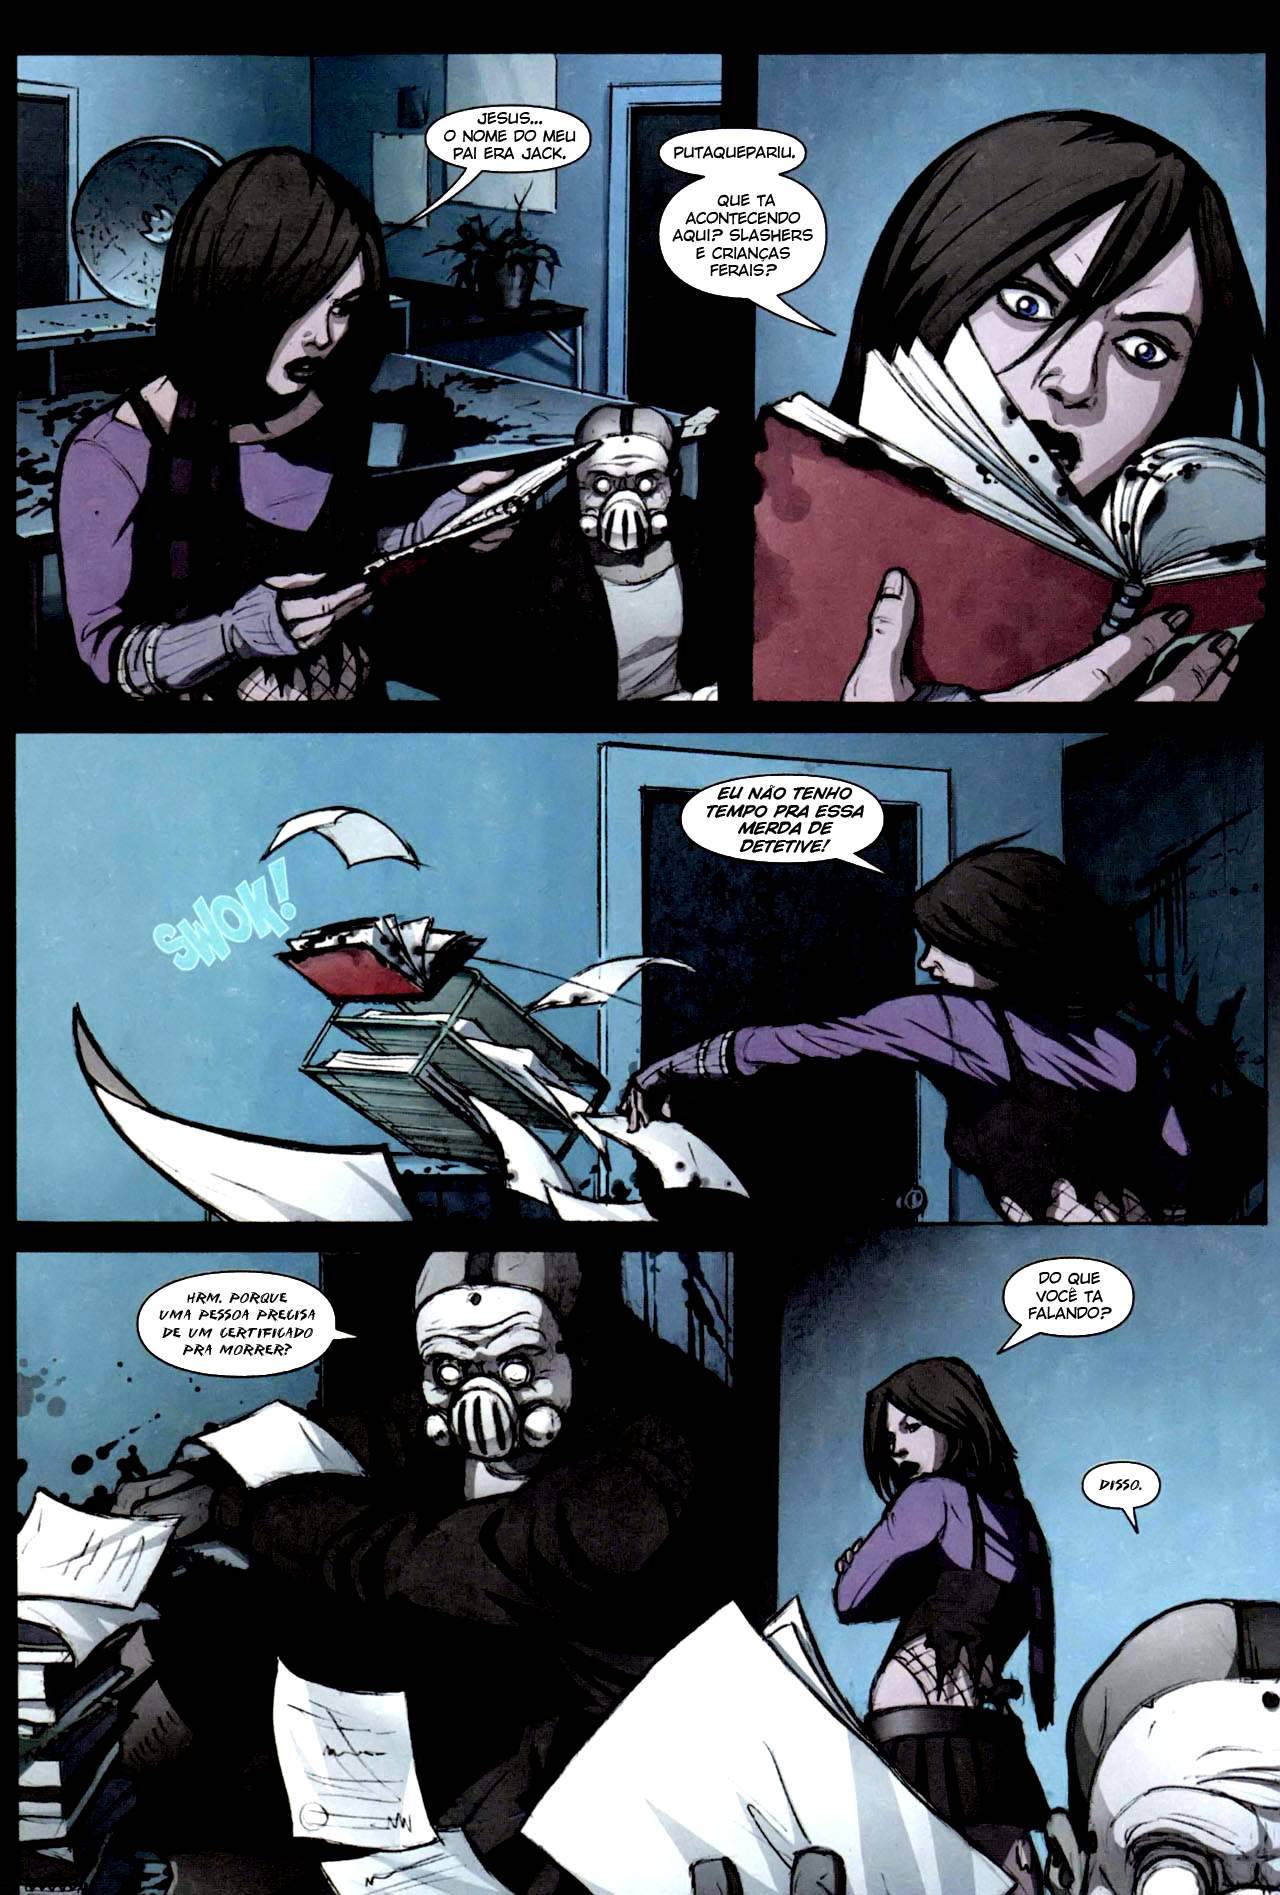 JESUS...
O NOME DO MEU
PAI ERA JACK.
PUTAQUEPARIU.
QUE TA
ACONTECENDO
AQUI? SLASHERS
E CRIANÇAS
FERAIS?
EU NÃO TENHO
TEMPO PRA ESSA
MERDA DE
DETETIVE!
SWOK!
HRM. PORQUE
UMA PESSOA PRECISA
DE UM CERTIFICADO
PRA MORRER?
DO QUE
VOCÊ TA
FALANDO?
DISSO.